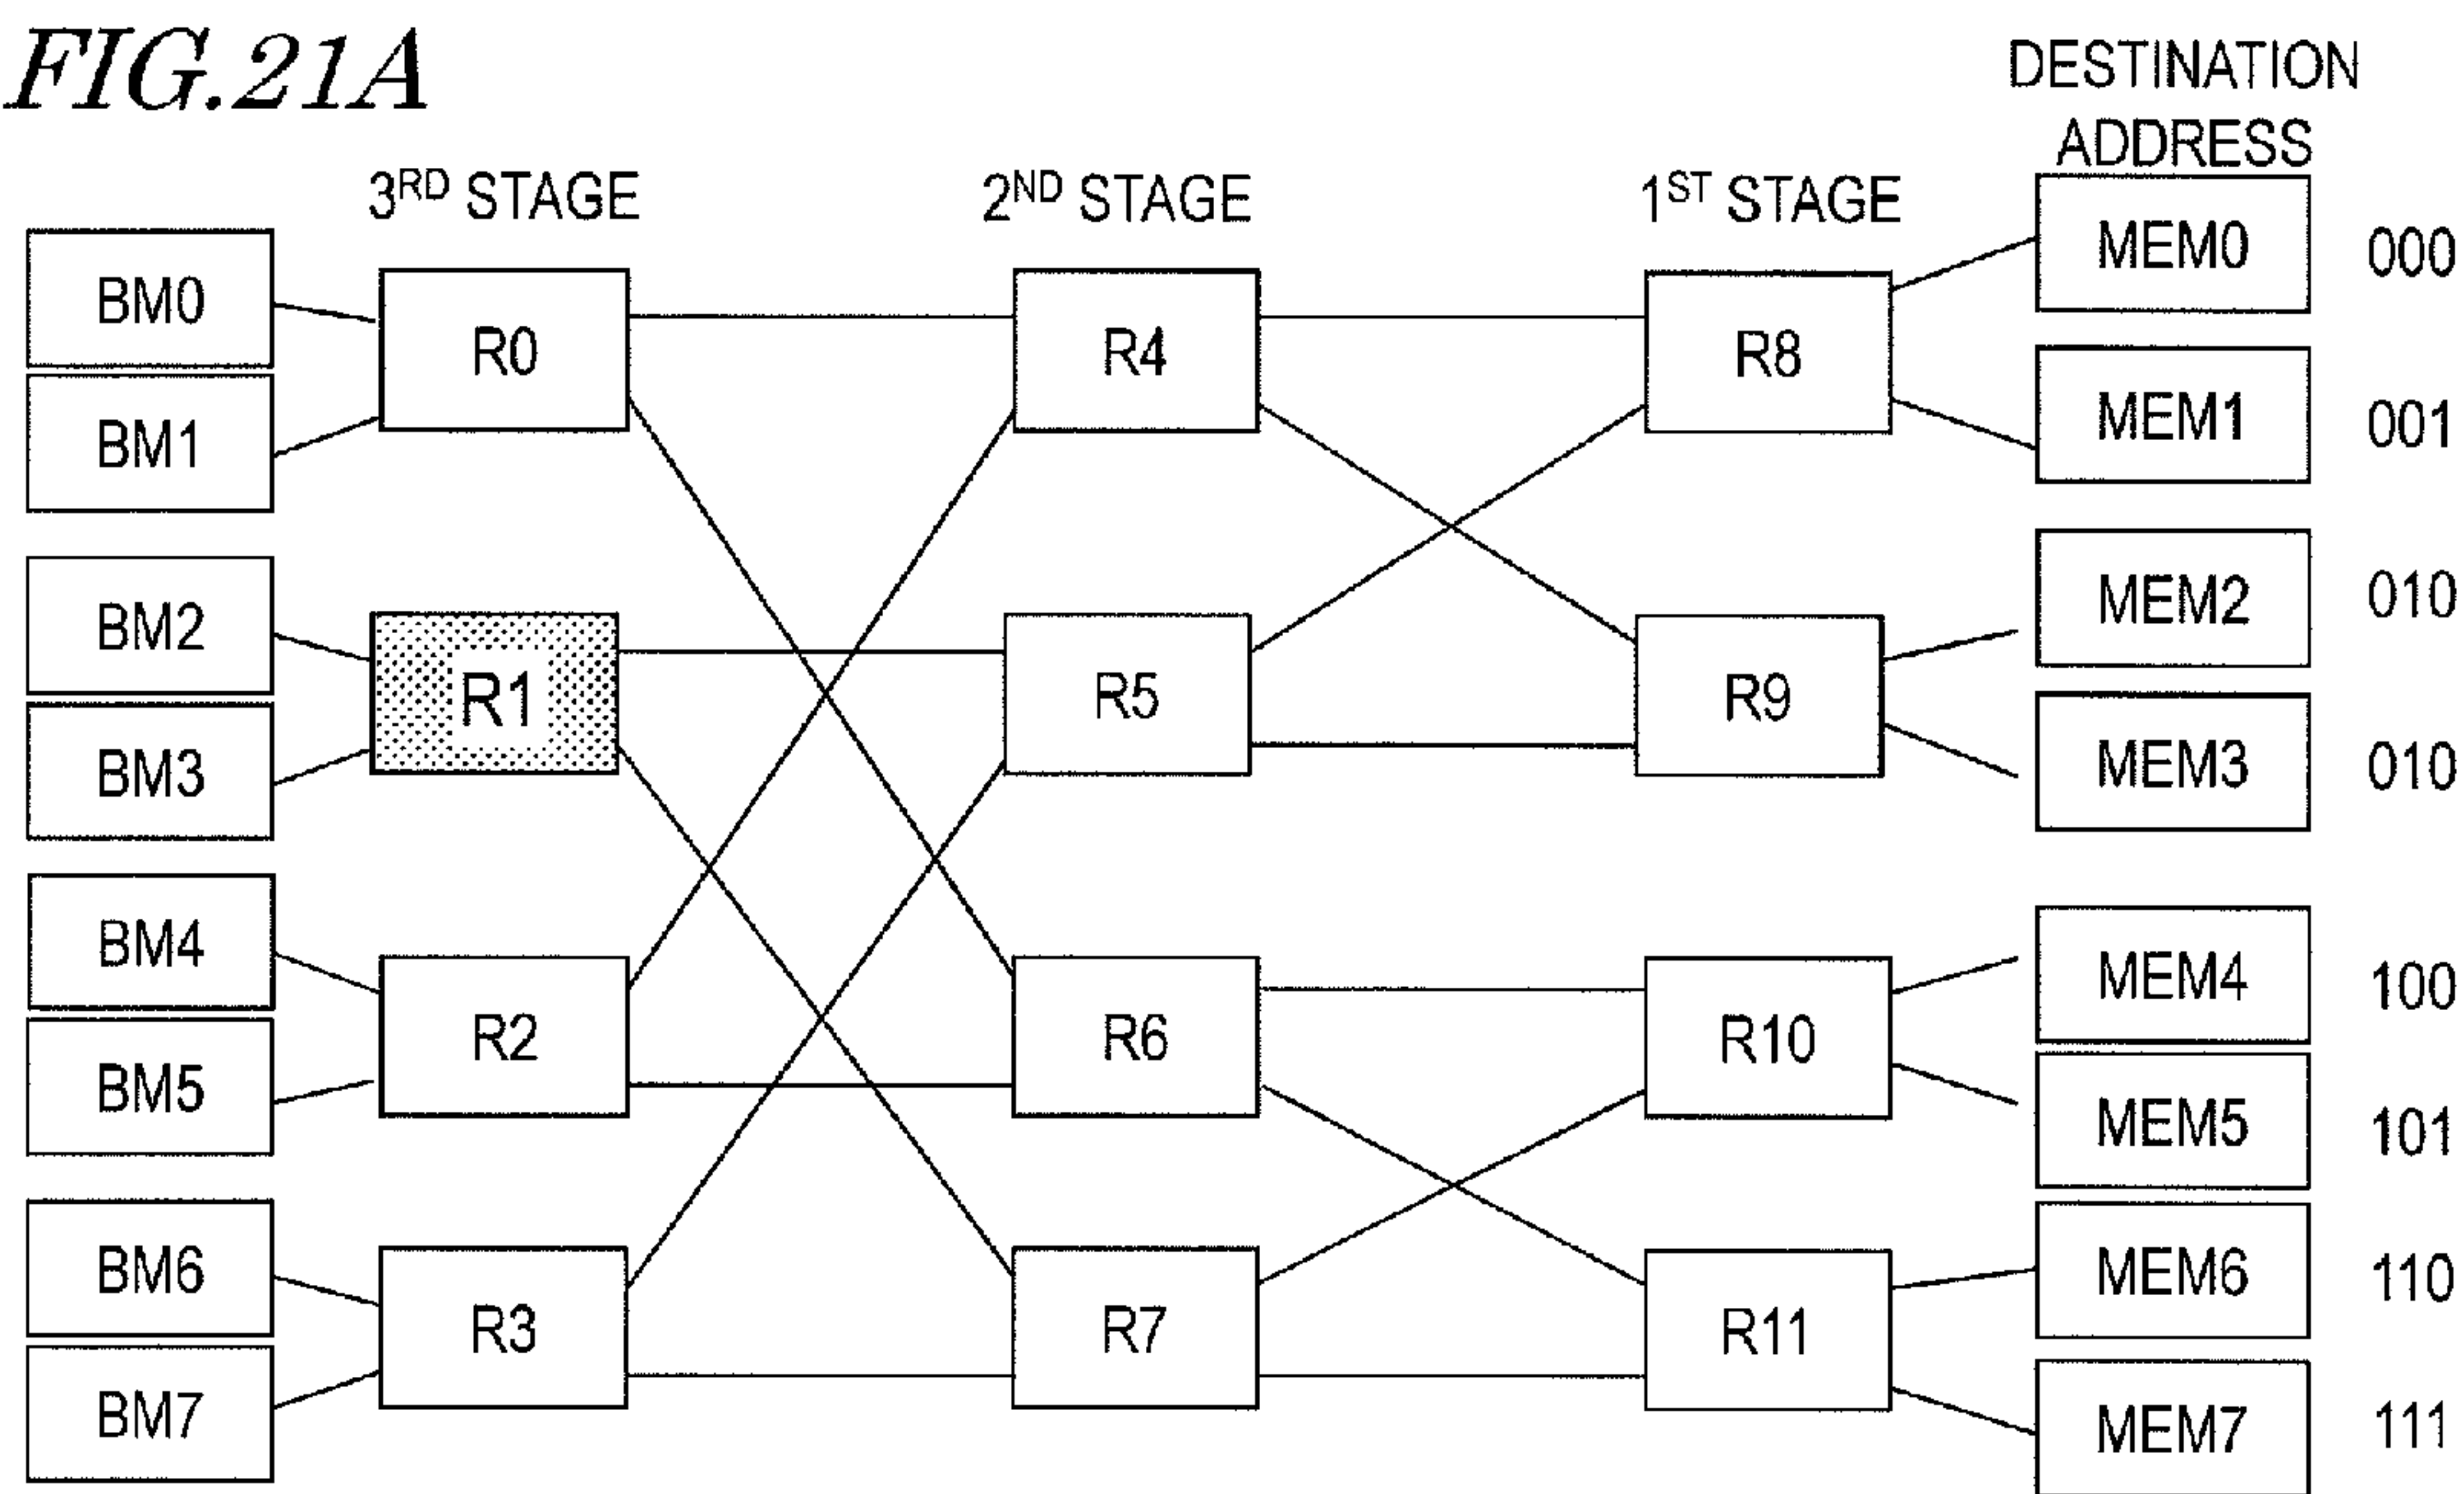 FIG.21A
DESTINATION
ADDRESS
3RD STAGE
2ND STAGE
1ST STAGE
BM0
BM1
BM2
BM3
BM4
BM5
BM6
BM7
R0
R1
R2
R3
R4
R5
R6
R7
R8
R9
R10
R11
MEM0 000
MEM1 001
MEM2 010
MEM3 010
MEM4 100
MEM5 101
MEM6 110
MEM7 111